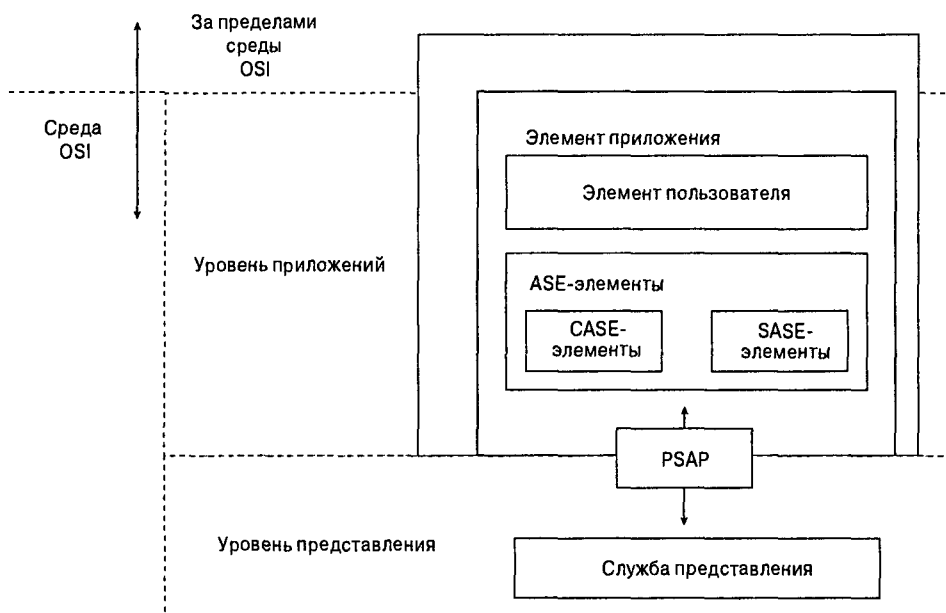 За пределами
среды
OSI
Среда
OSI
Элемент приложения
Элемент пользователя
Уровень приложений
ASE-элементы
CASE-
элементы
SASE-
элементы
PSAP
Уровень представления
Служба представления